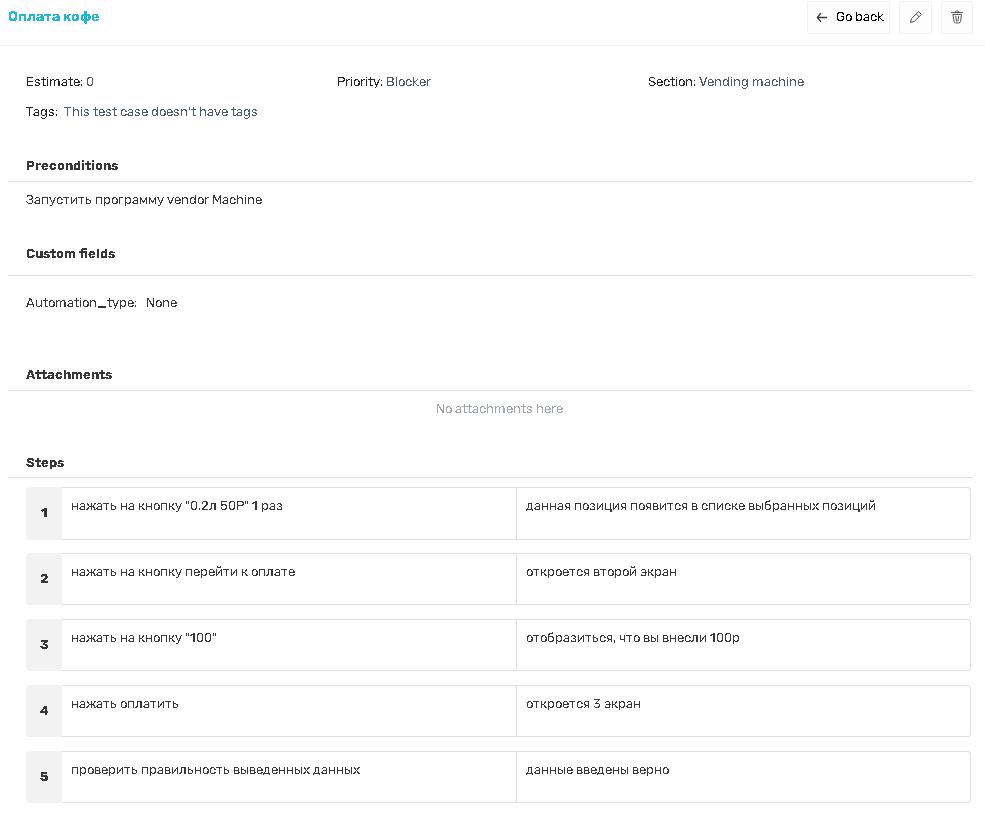 Оплата кофе
Go back
Estimate: 0 Priority: Blocker Section: Vending machine
Tags: This test case doesn't have tags
Preconditions
Запустить программу vendor Machine
Custom fields
Automation_type: None
Attachments
No attachments here
Steps
1 нажать на кнопку "0.2л 50Р" 1 раз данная позиция появится в списке выбранных позиций
2 нажать на кнопку перейти к оплате откроется второй экран
3 нажать на кнопку "100" отобразиться, что вы внесли 100р
4 нажать оплатить откроется 3 экран
5 проверить правильность выведенных данных данные введены верно